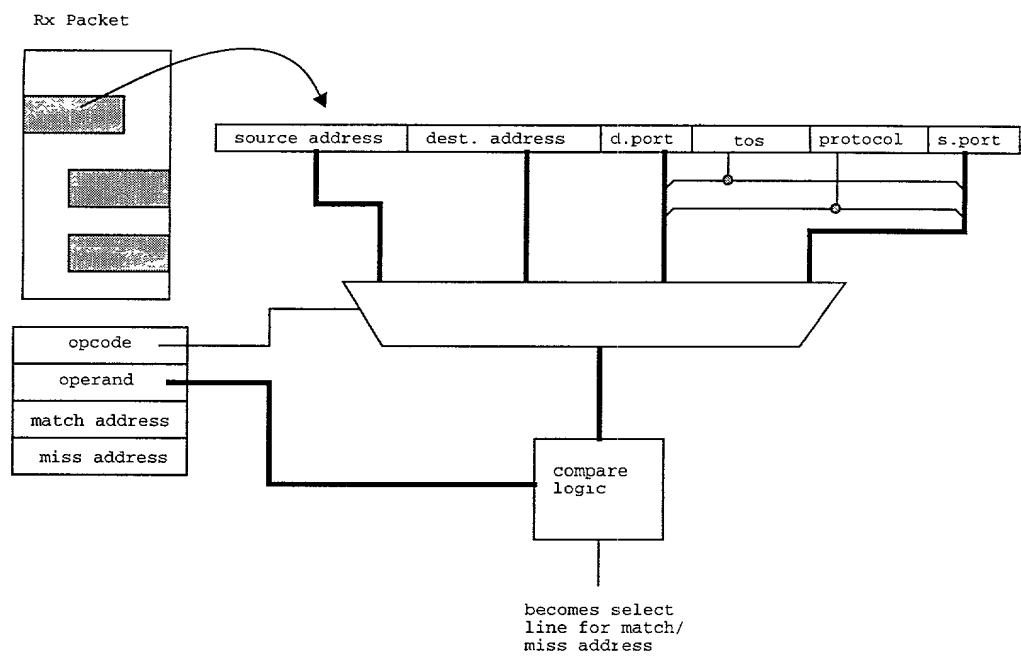 Rx Packet
source address
dest. address
d.port
tos
protocol
s.port
opcode
operand
match address
miss address
compare
logic
becomes select
line for match/
miss address